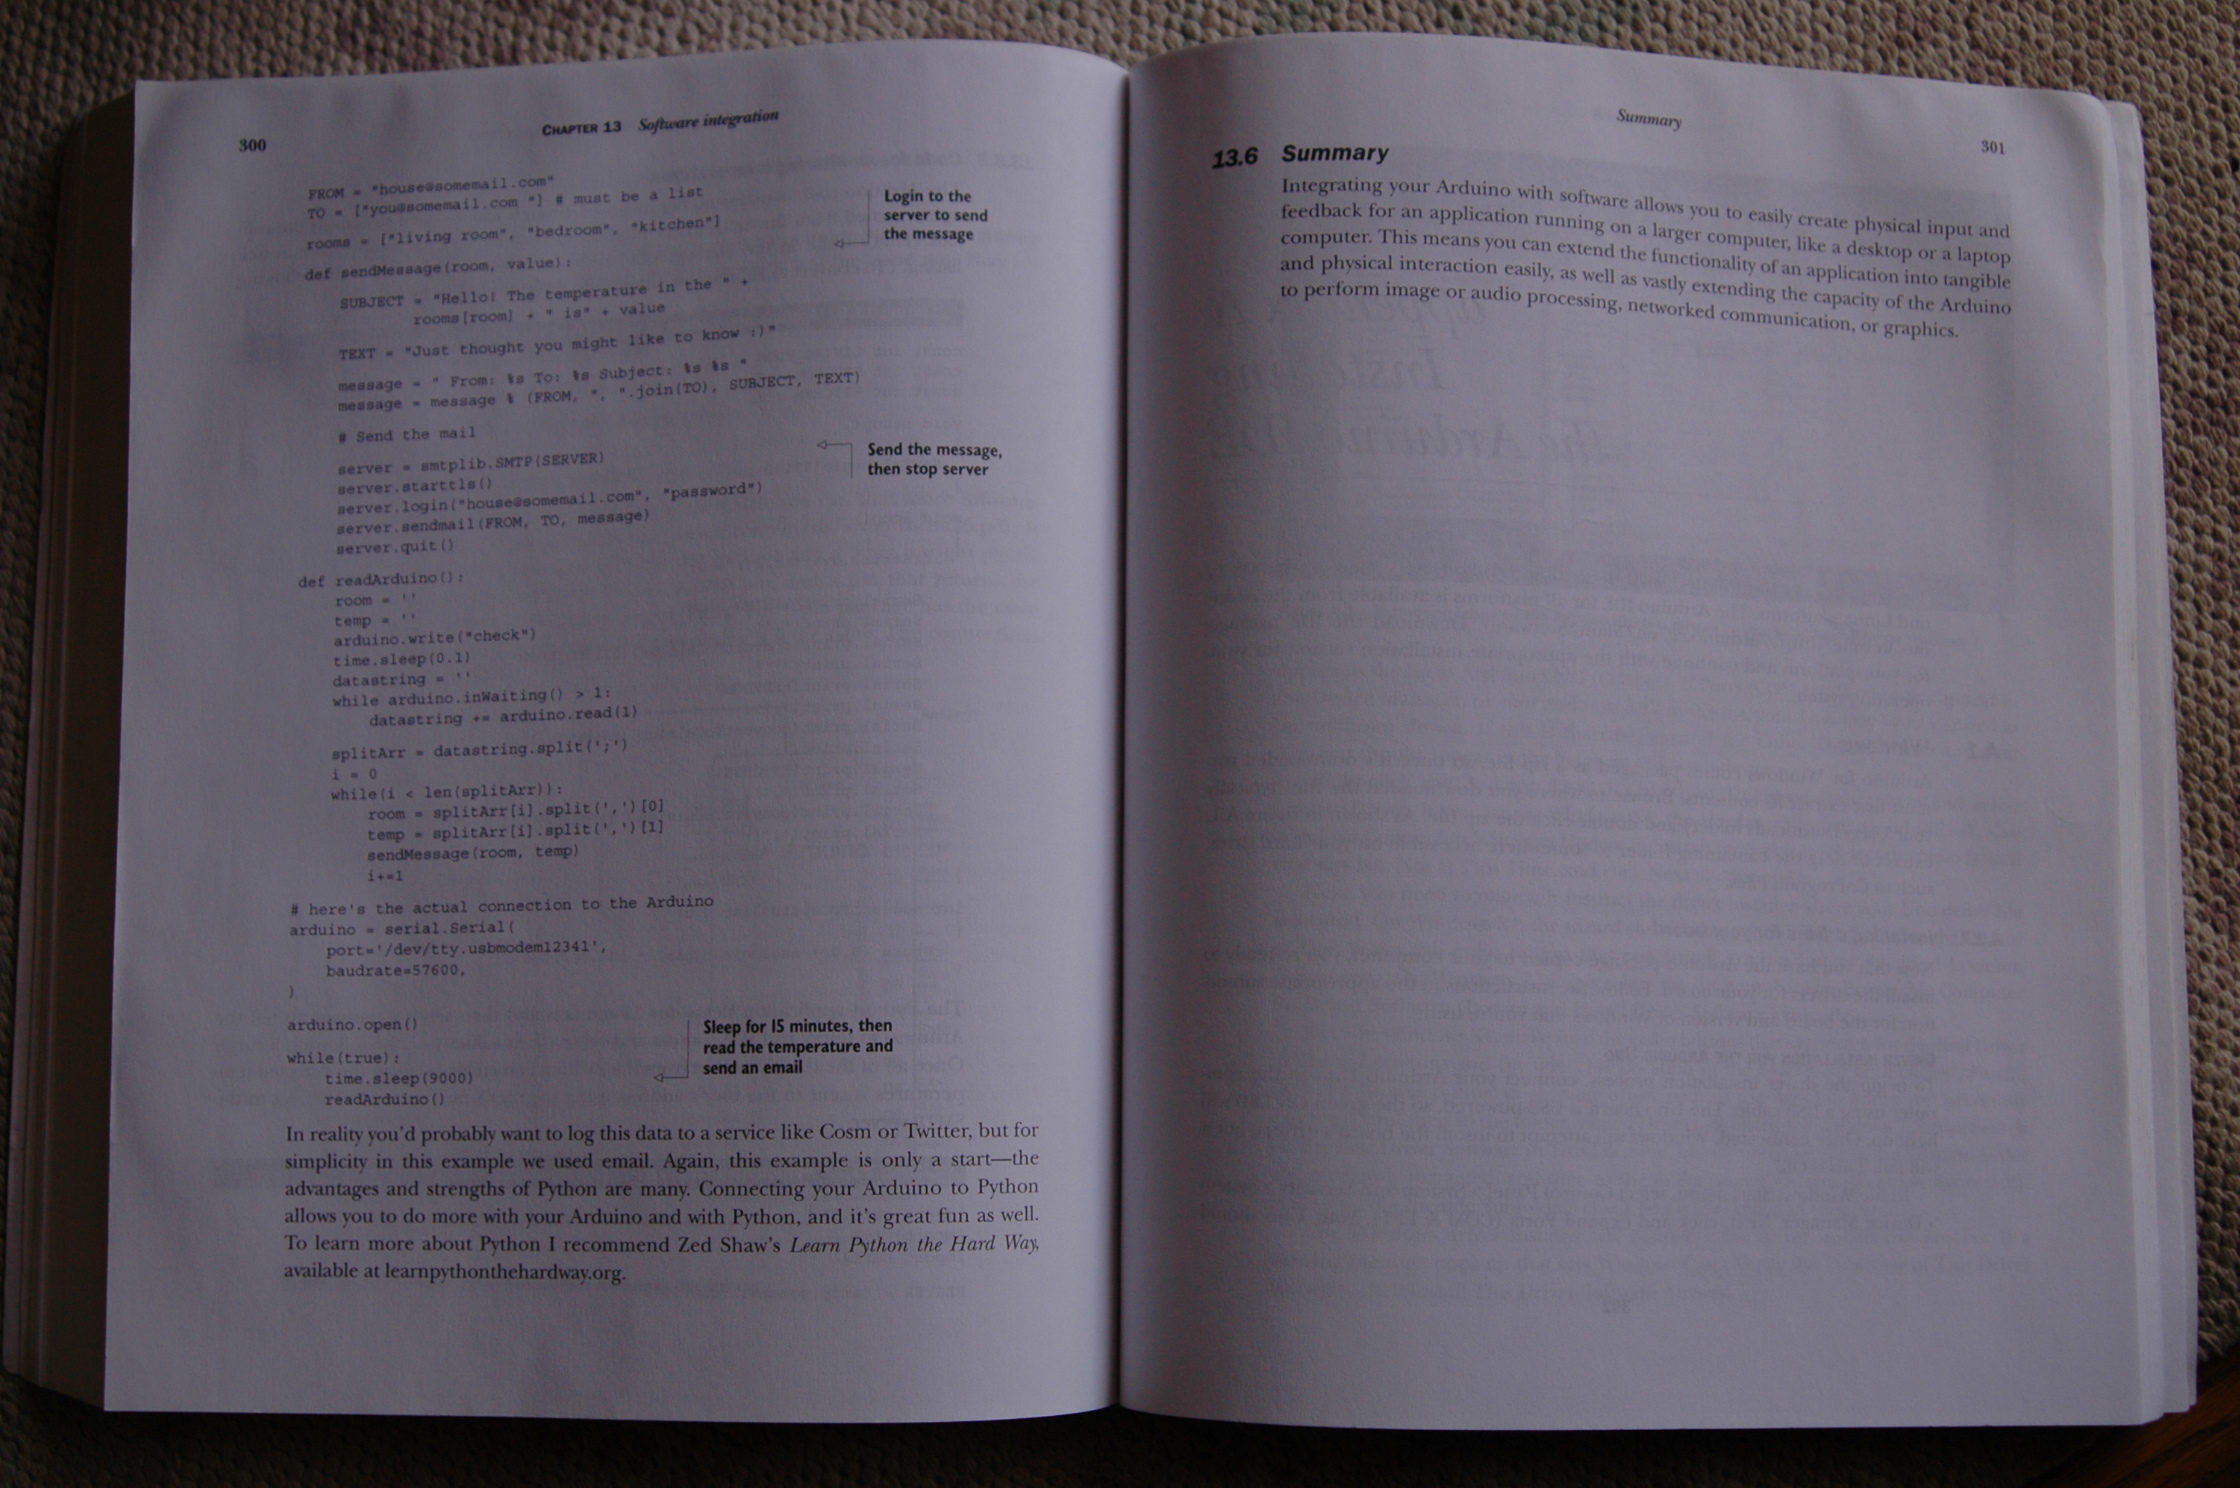 300
CHAPTER 13 Software integration
FROM = "house@somemail.com"
TO = ["you@somemail.com "] # must be a list
rooms = ["living room", "bedroom", "kitchen"]
def sendMessage(room, value):
SUBJECT = "Hello! The temperature in the " +
rooms[room] + " is" + value
TEXT = "Just thought you might like to know :)"
message = " From: %s To: %s Subject: %s %s "
message = message % (FROM, ", ".join(TO), SUBJECT, TEXT)
# Send the mail
server = smtplib.SMTP(SERVER)
server.starttls()
server.login("house@somemail.com", "password")
server.sendmail(FROM, TO, message)
server.quit()
def readArduino():
room = ''
temp = ''
arduino.write("check")
time.sleep(0.1)
datastring = ''
while arduino.inWaiting() > 1:
datastring += arduino.read(1)
splitArr = datastring.split(';')
i = 0
while(i < len(splitArr)):
room = splitArr[i].split(',')[0]
temp = splitArr[i].split(',')[1]
sendMessage(room, temp)
i+=1
# here's the actual connection to the Arduino
arduino = serial.Serial(
port='/dev/tty.usbmodem12341',
baudrate=57600,
)
arduino.open()
while(true):
time.sleep(9000)
readArduino()
Login to the
server to send
the message
Send the message,
then stop server
Sleep for 15 minutes, then
read the temperature and
send an email
In reality you'd probably want to log this data to a service like Cosm or Twitter, but for
simplicity in this example we used email. Again, this example is only a start—the
advantages and strengths of Python are many. Connecting your Arduino to Python
allows you to do more with your Arduino and with Python, and it's great fun as well.
To learn more about Python I recommend Zed Shaw's Learn Python the Hard Way,
available at learnpythonthehardway.org.
Summary
301
13.6 Summary
Integrating your Arduino with software allows you to easily create physical input and
feedback for an application running on a larger computer, like a desktop or a laptop
computer. This means you can extend the functionality of an application into tangible
and physical interaction easily, as well as vastly extending the capacity of the Arduino
to perform image or audio processing, networked communication, or graphics.